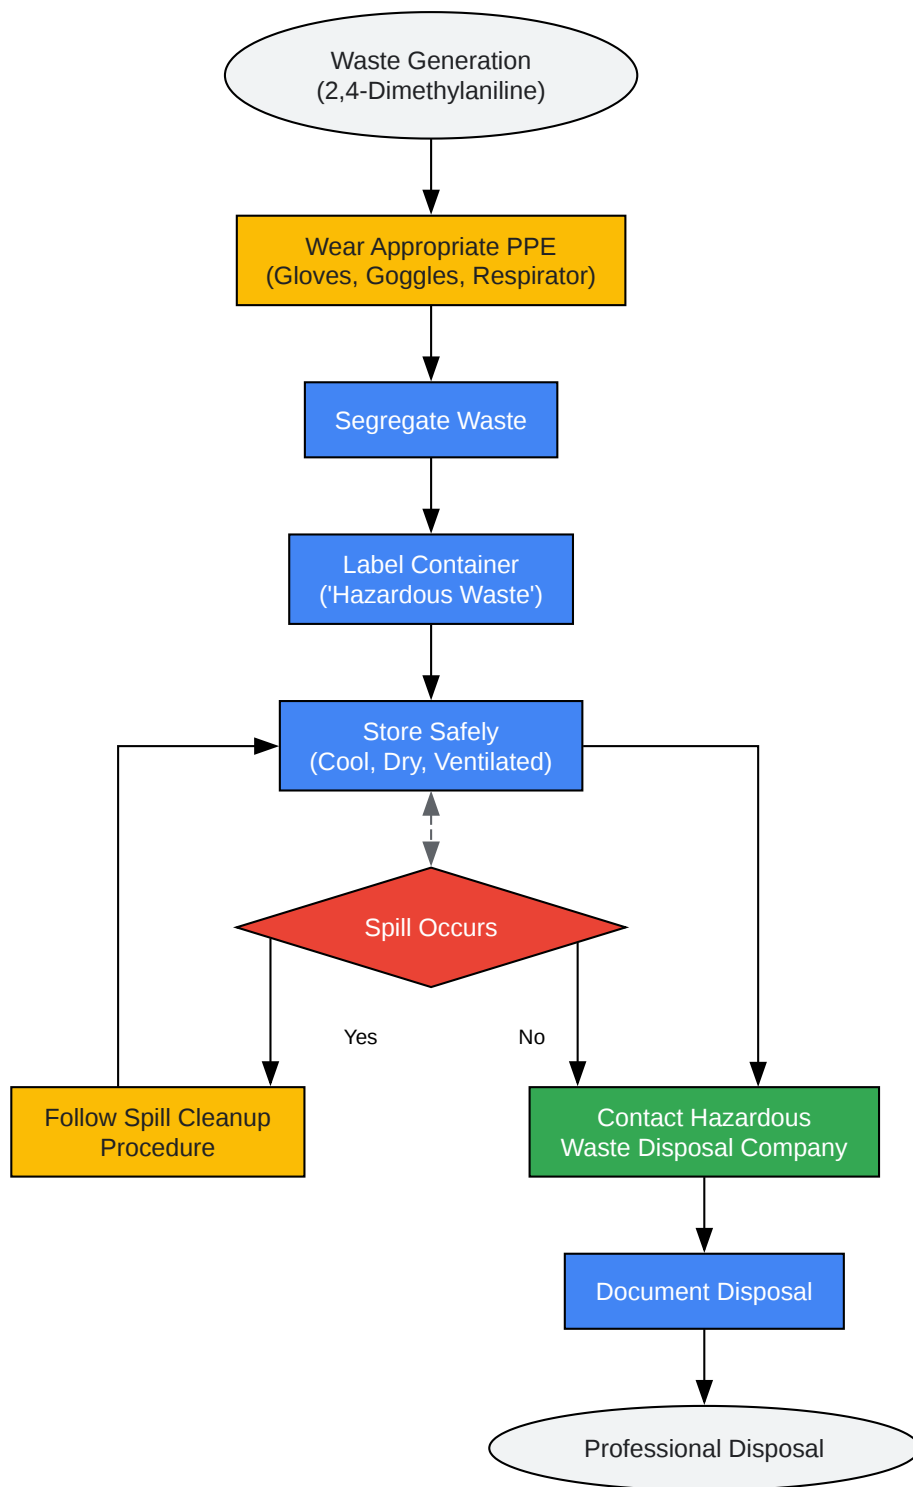 Waste Generation
(2,4-Dimethylaniline)
Wear Appropriate PPE
(Gloves, Goggles, Respirator)
Segregate Waste
Label Container
('Hazardous Waste')
Store Safely
(Cool, Dry, Ventilated)
Spill Occurs
Yes
No
Follow Spill Cleanup
Procedure
Contact Hazardous
Waste Disposal Company
Document Disposal
Professional Disposal